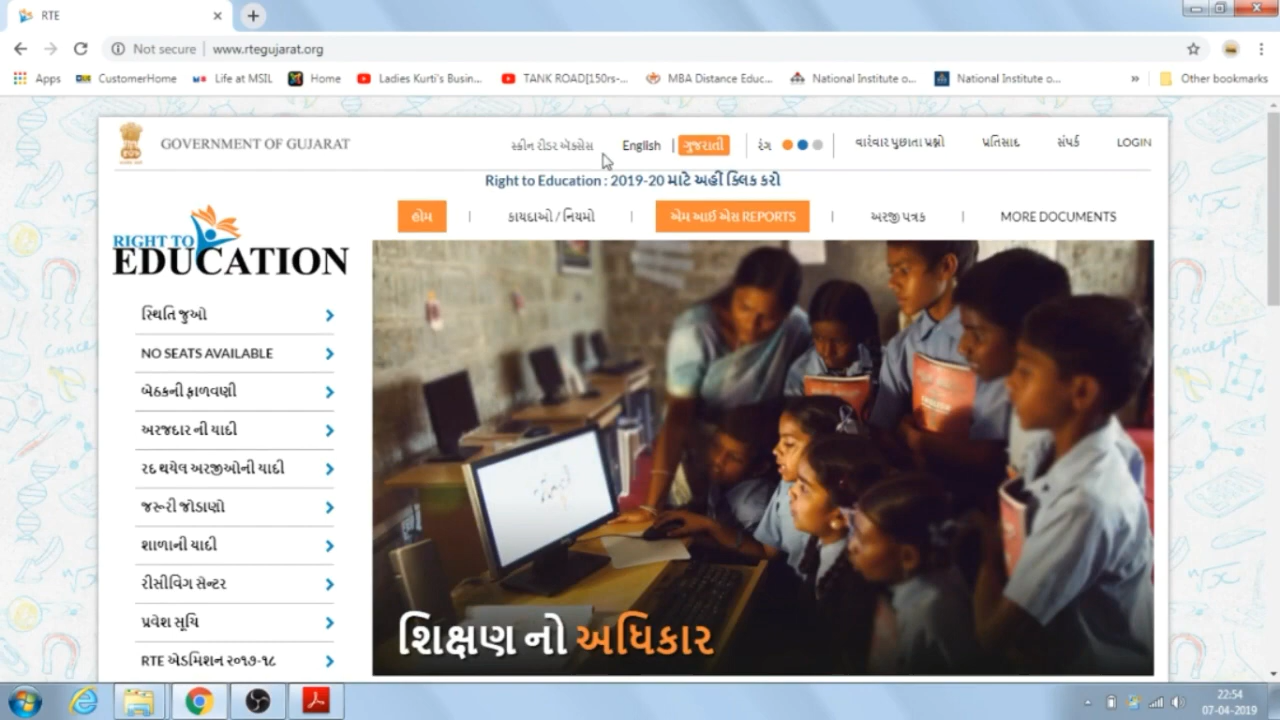 RTE
Not secure | www.rtegujarat.org
Apps CustomerHome Life at MSIL Home Ladies Kurti's Busin... TANK ROAD[150rs-... MBA Distance Educ... National Institute o... National Institute o... » Other bookmarks
GOVERNMENT OF GUJARAT
સ્ક્રીન રીડર ઍક્સેસ English | ગુજરાતી રંગ વારંવાર પુછાતા પ્રશ્નો પ્રતિસાદ સંપર્ક LOGIN
Right to Education : 2019-20 માટે અહીં ક્લિક કરો
હોમ | કાયદાઓ / નિયમો | એમ આઈ એસ REPORTS | અરજી પત્રક | MORE DOCUMENTS
RIGHT TO
EDUCATION
સ્થિતિ જુઓ
NO SEATS AVAILABLE
બેઠકની ફાળવણી
અરજદાર ની યાદી
રદ થયેલ અરજીઓની યાદી
જરૂરી જોડાણો
શાળાની યાદી
રીસીવિંગ સેન્ટર
પ્રવેશ સૂચિ
RTE એડમિશન ૨૦૧૭-૧૮
શિક્ષણ નો અધિકાર
22:54
07-04-2019